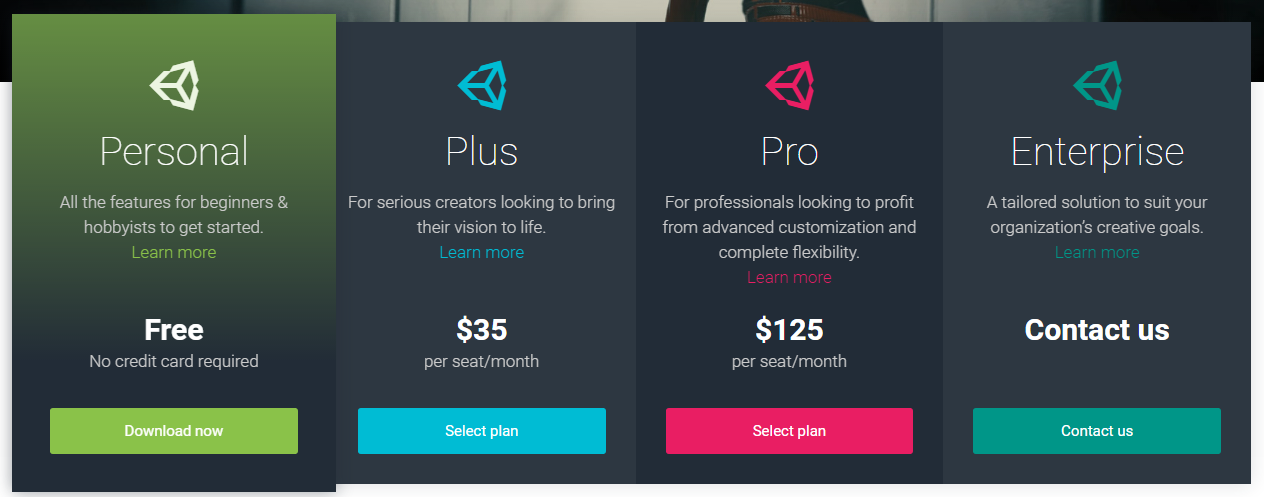 Personal
All the features for beginners &
hobbyists to get started.
Learn more
Free
No credit card required
Download now
Plus
For serious creators looking to bring
their vision to life.
Learn more
$35
per seat/month
Select plan
Pro
For professionals looking to profit
from advanced customization and
complete flexibility.
Learn more
$125
per seat/month
Select plan
Enterprise
A tailored solution to suit your
organization’s creative goals.
Learn more
Contact us
Contact us